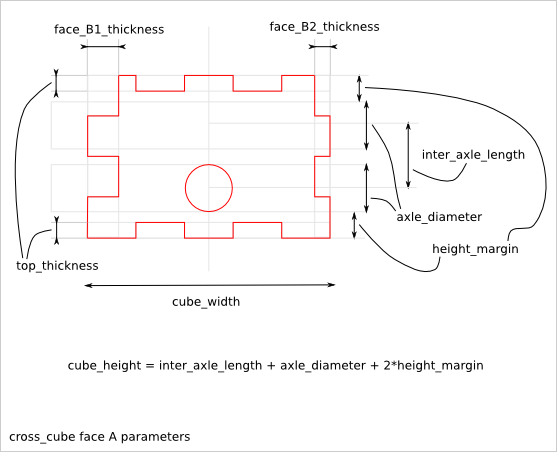 face_B1_thickness
face_B2_thickness
inter_axle_length
axle_diameter
height_margin
top_thickness
cube_width
cube_height = inter_axle_length + axle_diameter + 2*height_margin
cross_cube face A parameters